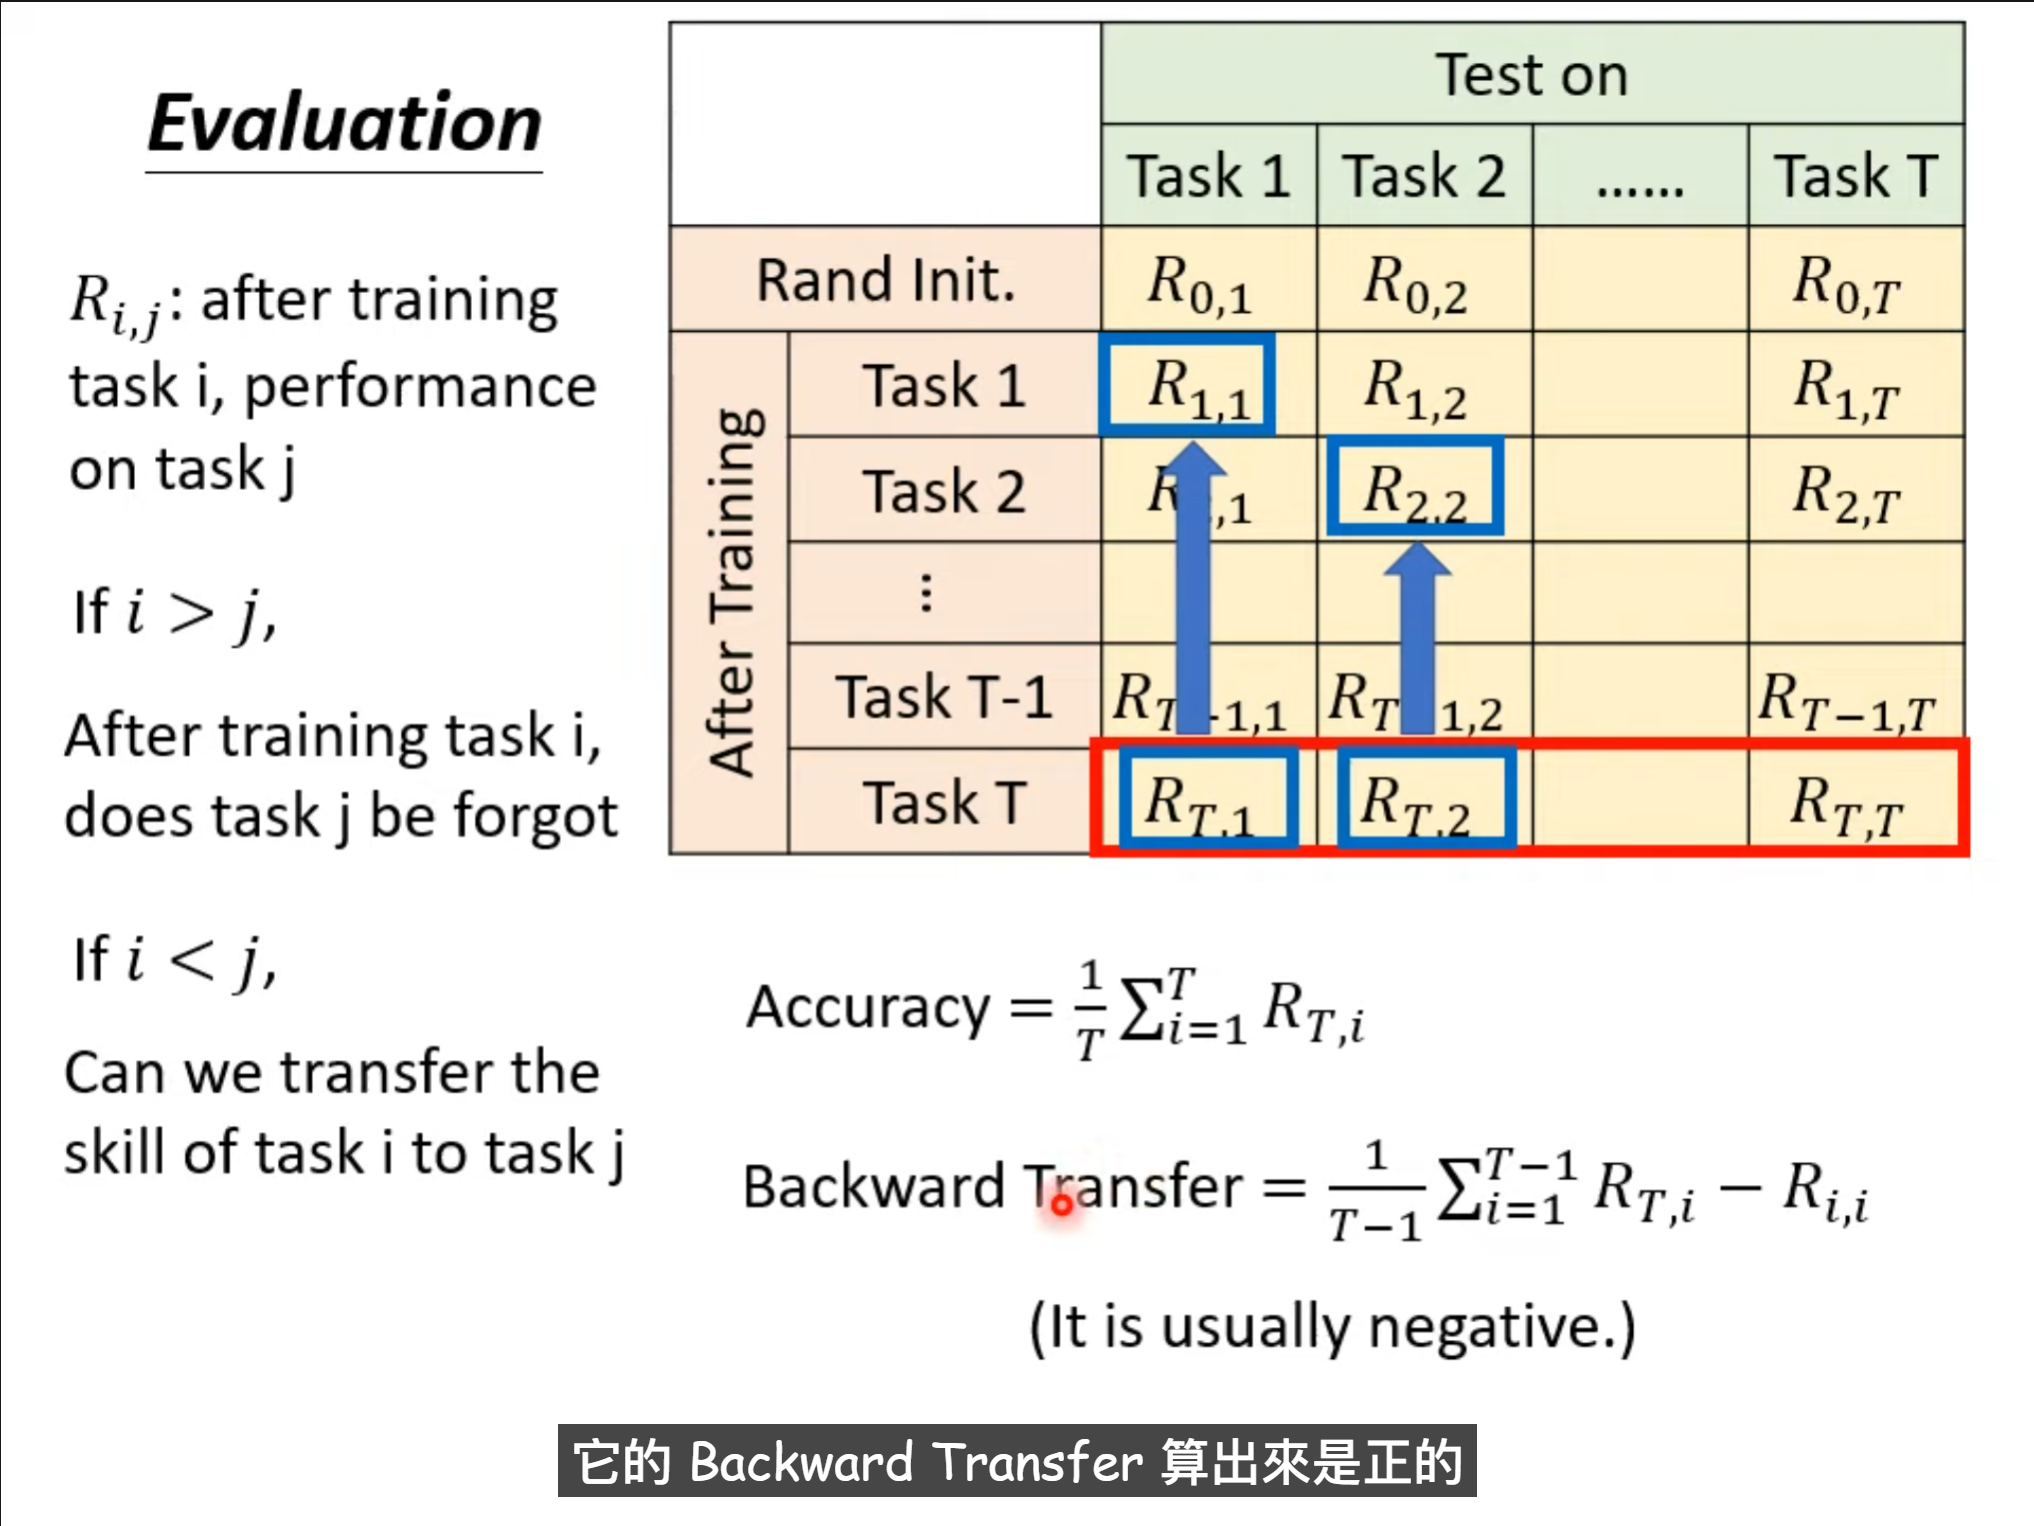 Evaluation
R_{i,j}: after training
task i, performance
on task j
If i > j,
After training task i,
does task j be forgot
If i < j,
Can we transfer the
skill of task i to task j
Test on
Task 1 Task 2 …… Task T
Rand Init. R_{0,1} R_{0,2} R_{0,T}
After Training
Task 1 R_{1,1} R_{1,2} R_{1,T}
Task 2 R ,1 R_{2,2} R_{2,T}
⋮
Task T-1 R_{T-1,1} R_{T 1,2} R_{T-1,T}
Task T R_{T,1} R_{T,2} R_{T,T}
Accuracy = \frac{1}{T} \sum_{i=1}^{T} R_{T,i}
Backward Transfer = \frac{1}{T-1} \sum_{i=1}^{T-1} R_{T,i} - R_{i,i}
(It is usually negative.)
它的 Backward Transfer 算出來是正的